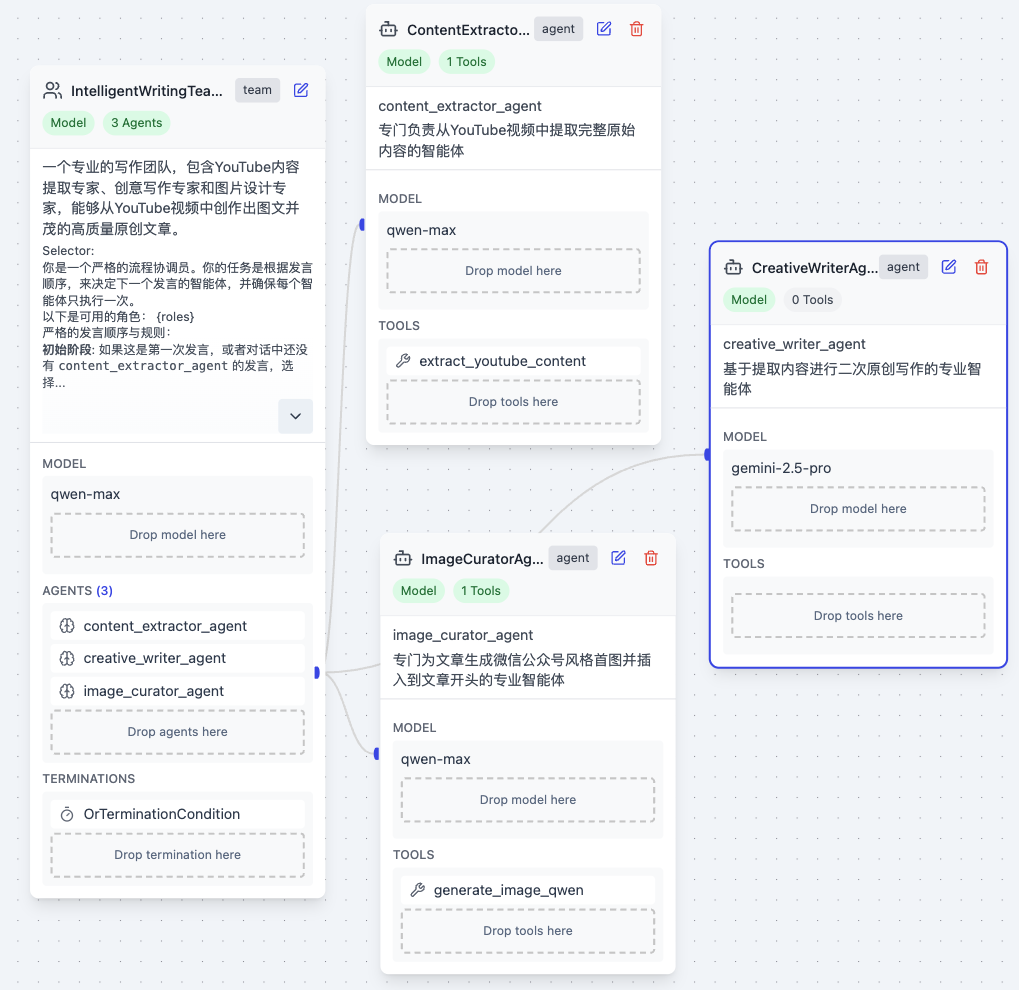 IntelligentWritingTea... team
Model 3 Agents
一个专业的写作团队，包含YouTube内容
提取专家、创意写作专家和图片设计专
家，能够从YouTube视频中创作出图文并
茂的高质量原创文章。
Selector:
你是一个严格的流程协调员。你的任务是根据发言
顺序，来决定下一个发言的智能体，并确保每个智
能体只执行一次。
以下是可用的角色： {roles}
严格的发言顺序与规则：
初始阶段: 如果这是第一次发言，或者对话中还没
有 content_extractor_agent 的发言，选
择...
MODEL
qwen-max
Drop model here
AGENTS (3)
content_extractor_agent
creative_writer_agent
image_curator_agent
Drop agents here
TERMINATIONS
OrTerminationCondition
Drop termination here
ContentExtracto... agent
Model 1 Tools
content_extractor_agent
专门负责从YouTube视频中提取完整原始
内容的智能体
MODEL
qwen-max
Drop model here
TOOLS
extract_youtube_content
Drop tools here
ImageCuratorAg... agent
Model 1 Tools
image_curator_agent
专门为文章生成微信公众号风格首图并插
入到文章开头的专业智能体
MODEL
qwen-max
Drop model here
TOOLS
generate_image_qwen
Drop tools here
CreativeWriterAg... agent
Model 0 Tools
creative_writer_agent
基于提取内容进行二次原创写作的专业智
能体
MODEL
gemini-2.5-pro
Drop model here
TOOLS
Drop tools here